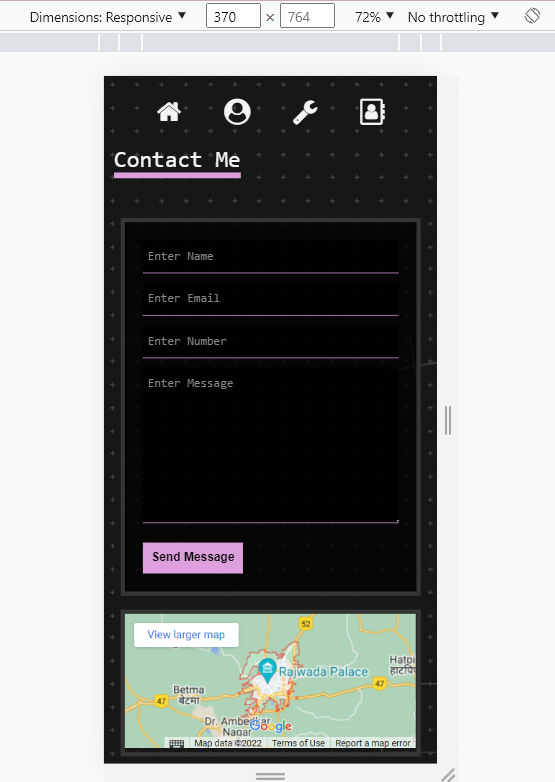 Dimensions: Responsive 370 × 764 72% No throttling
Contact Me
Enter Name
Enter Email
Enter Number
Enter Message
Send Message
View larger map
52
Rajwada Palace
Hatpi
हाटपि
47
Betma
बेटमा
47
Dr. Ambedkar
Nagar
Google
Map data ©2022 Terms of Use Report a map error